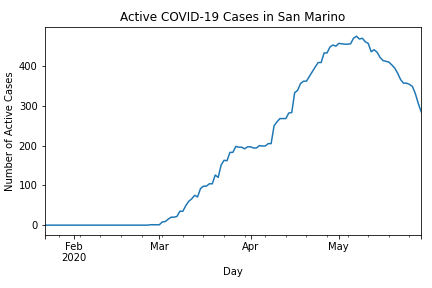 Active COVID-19 Cases in San Marino
Number of Active Cases
400
300
200
100
0
Feb
2020
Mar
Apr
May
Day